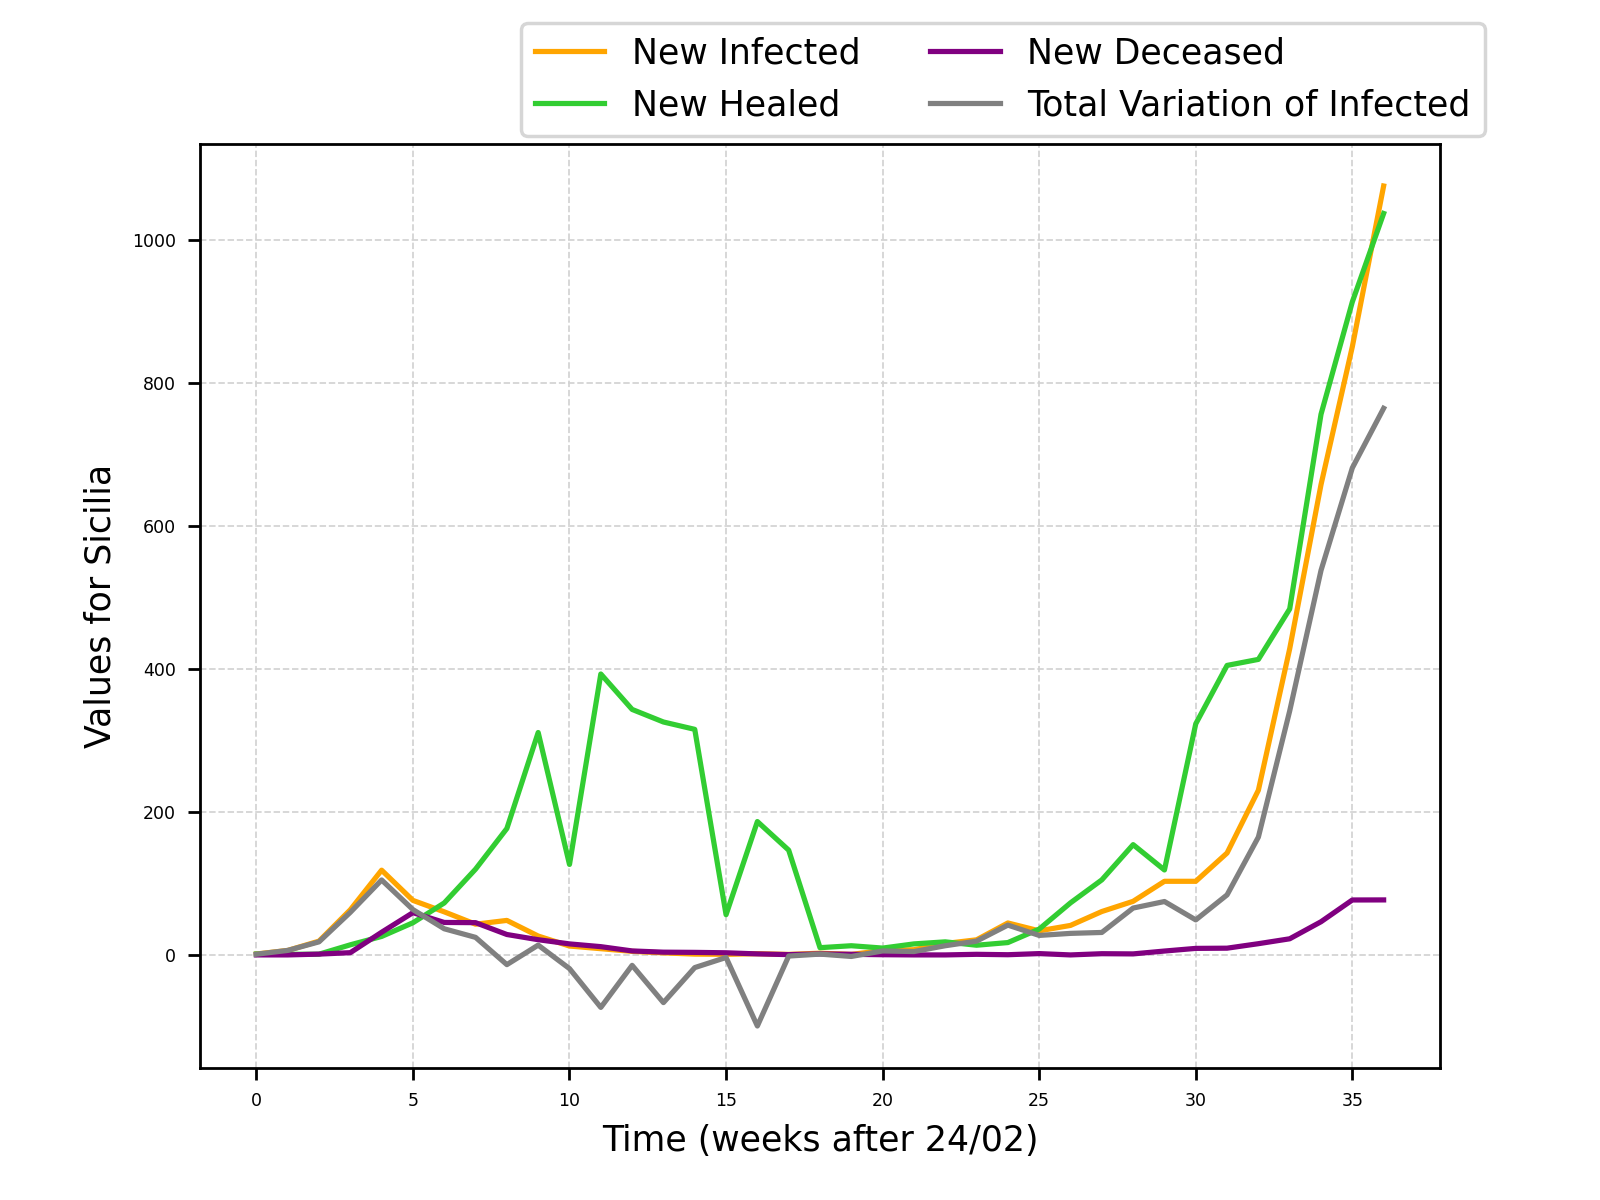 New Infected
New Healed
New Deceased
Total Variation of Infected
Values for Sicilia
1000
800
600
400
200
0
0 5 10 15 20 25 30 35
Time (weeks after 24/02)